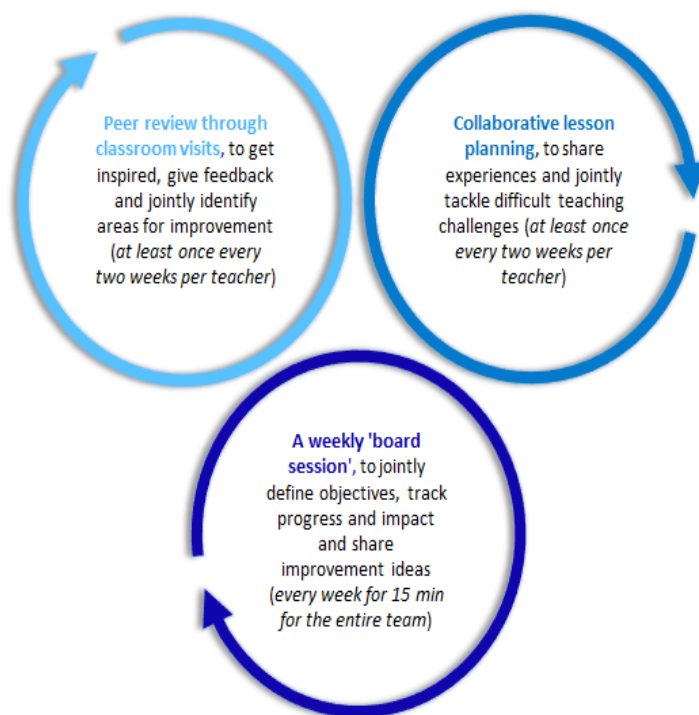 Peer review through
classroom visits, to get
inspired, give feedback
and jointly identify
areas for improvement
(at least once every
two weeks per teacher)
Collaborative lesson
planning, to share
experiences and jointly
tackle difficult teaching
challenges (at least once
every two weeks per
teacher)
A weekly 'board
session', to jointly
define objectives, track
progress and impact
and share
improvement ideas
(every week for 15 min
for the entire team)